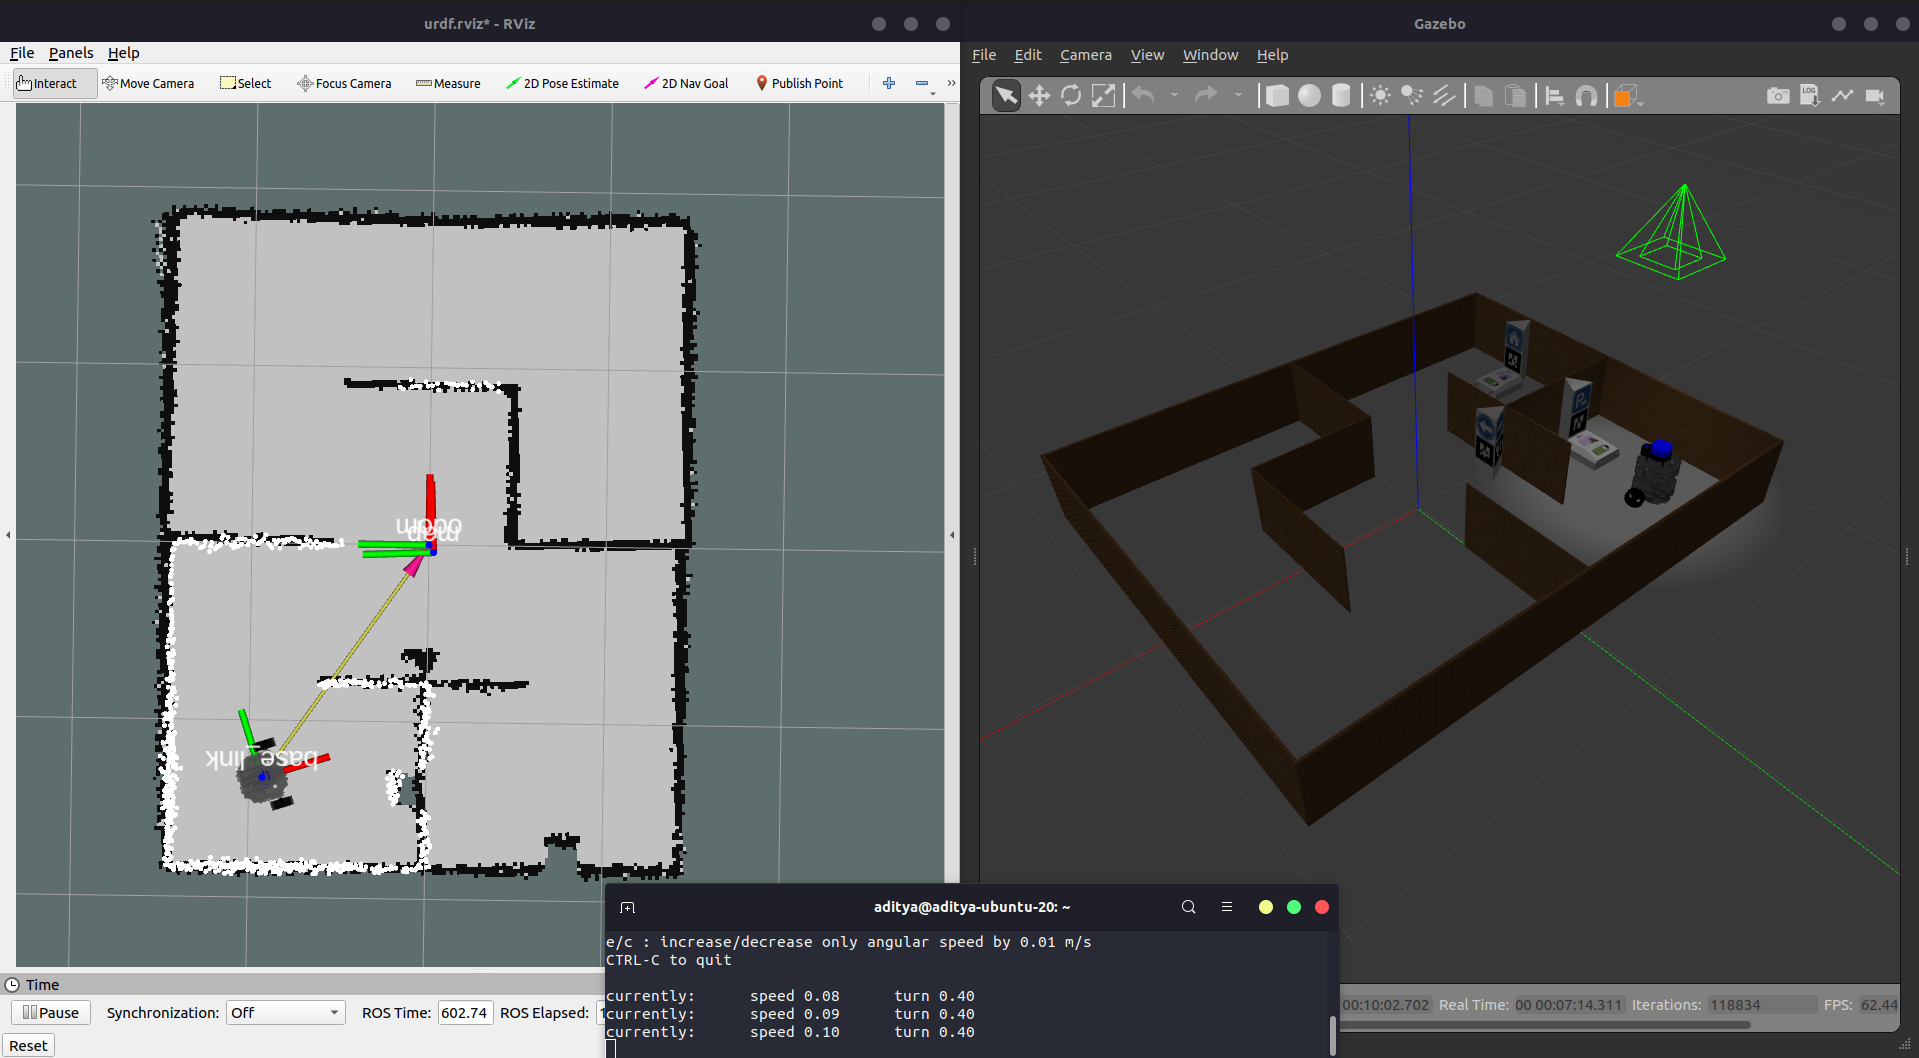 urdf.rviz* - RViz
File Panels Help
Interact Move Camera Select Focus Camera Measure 2D Pose Estimate 2D Nav Goal Publish Point »
odom
map
base_link
Time
Pause Synchronization: Off ROS Time: 602.74 ROS Elapsed:
Reset
Gazebo
File Edit Camera View Window Help
LOG
P
aditya@aditya-ubuntu-20: ~
e/c : increase/decrease only angular speed by 0.01 m/s
CTRL-C to quit
currently: speed 0.08 turn 0.40
currently: speed 0.09 turn 0.40
currently: speed 0.10 turn 0.40
00:10:02.702 Real Time: 00 00:07:14.311 Iterations: 118834 FPS: 62.44